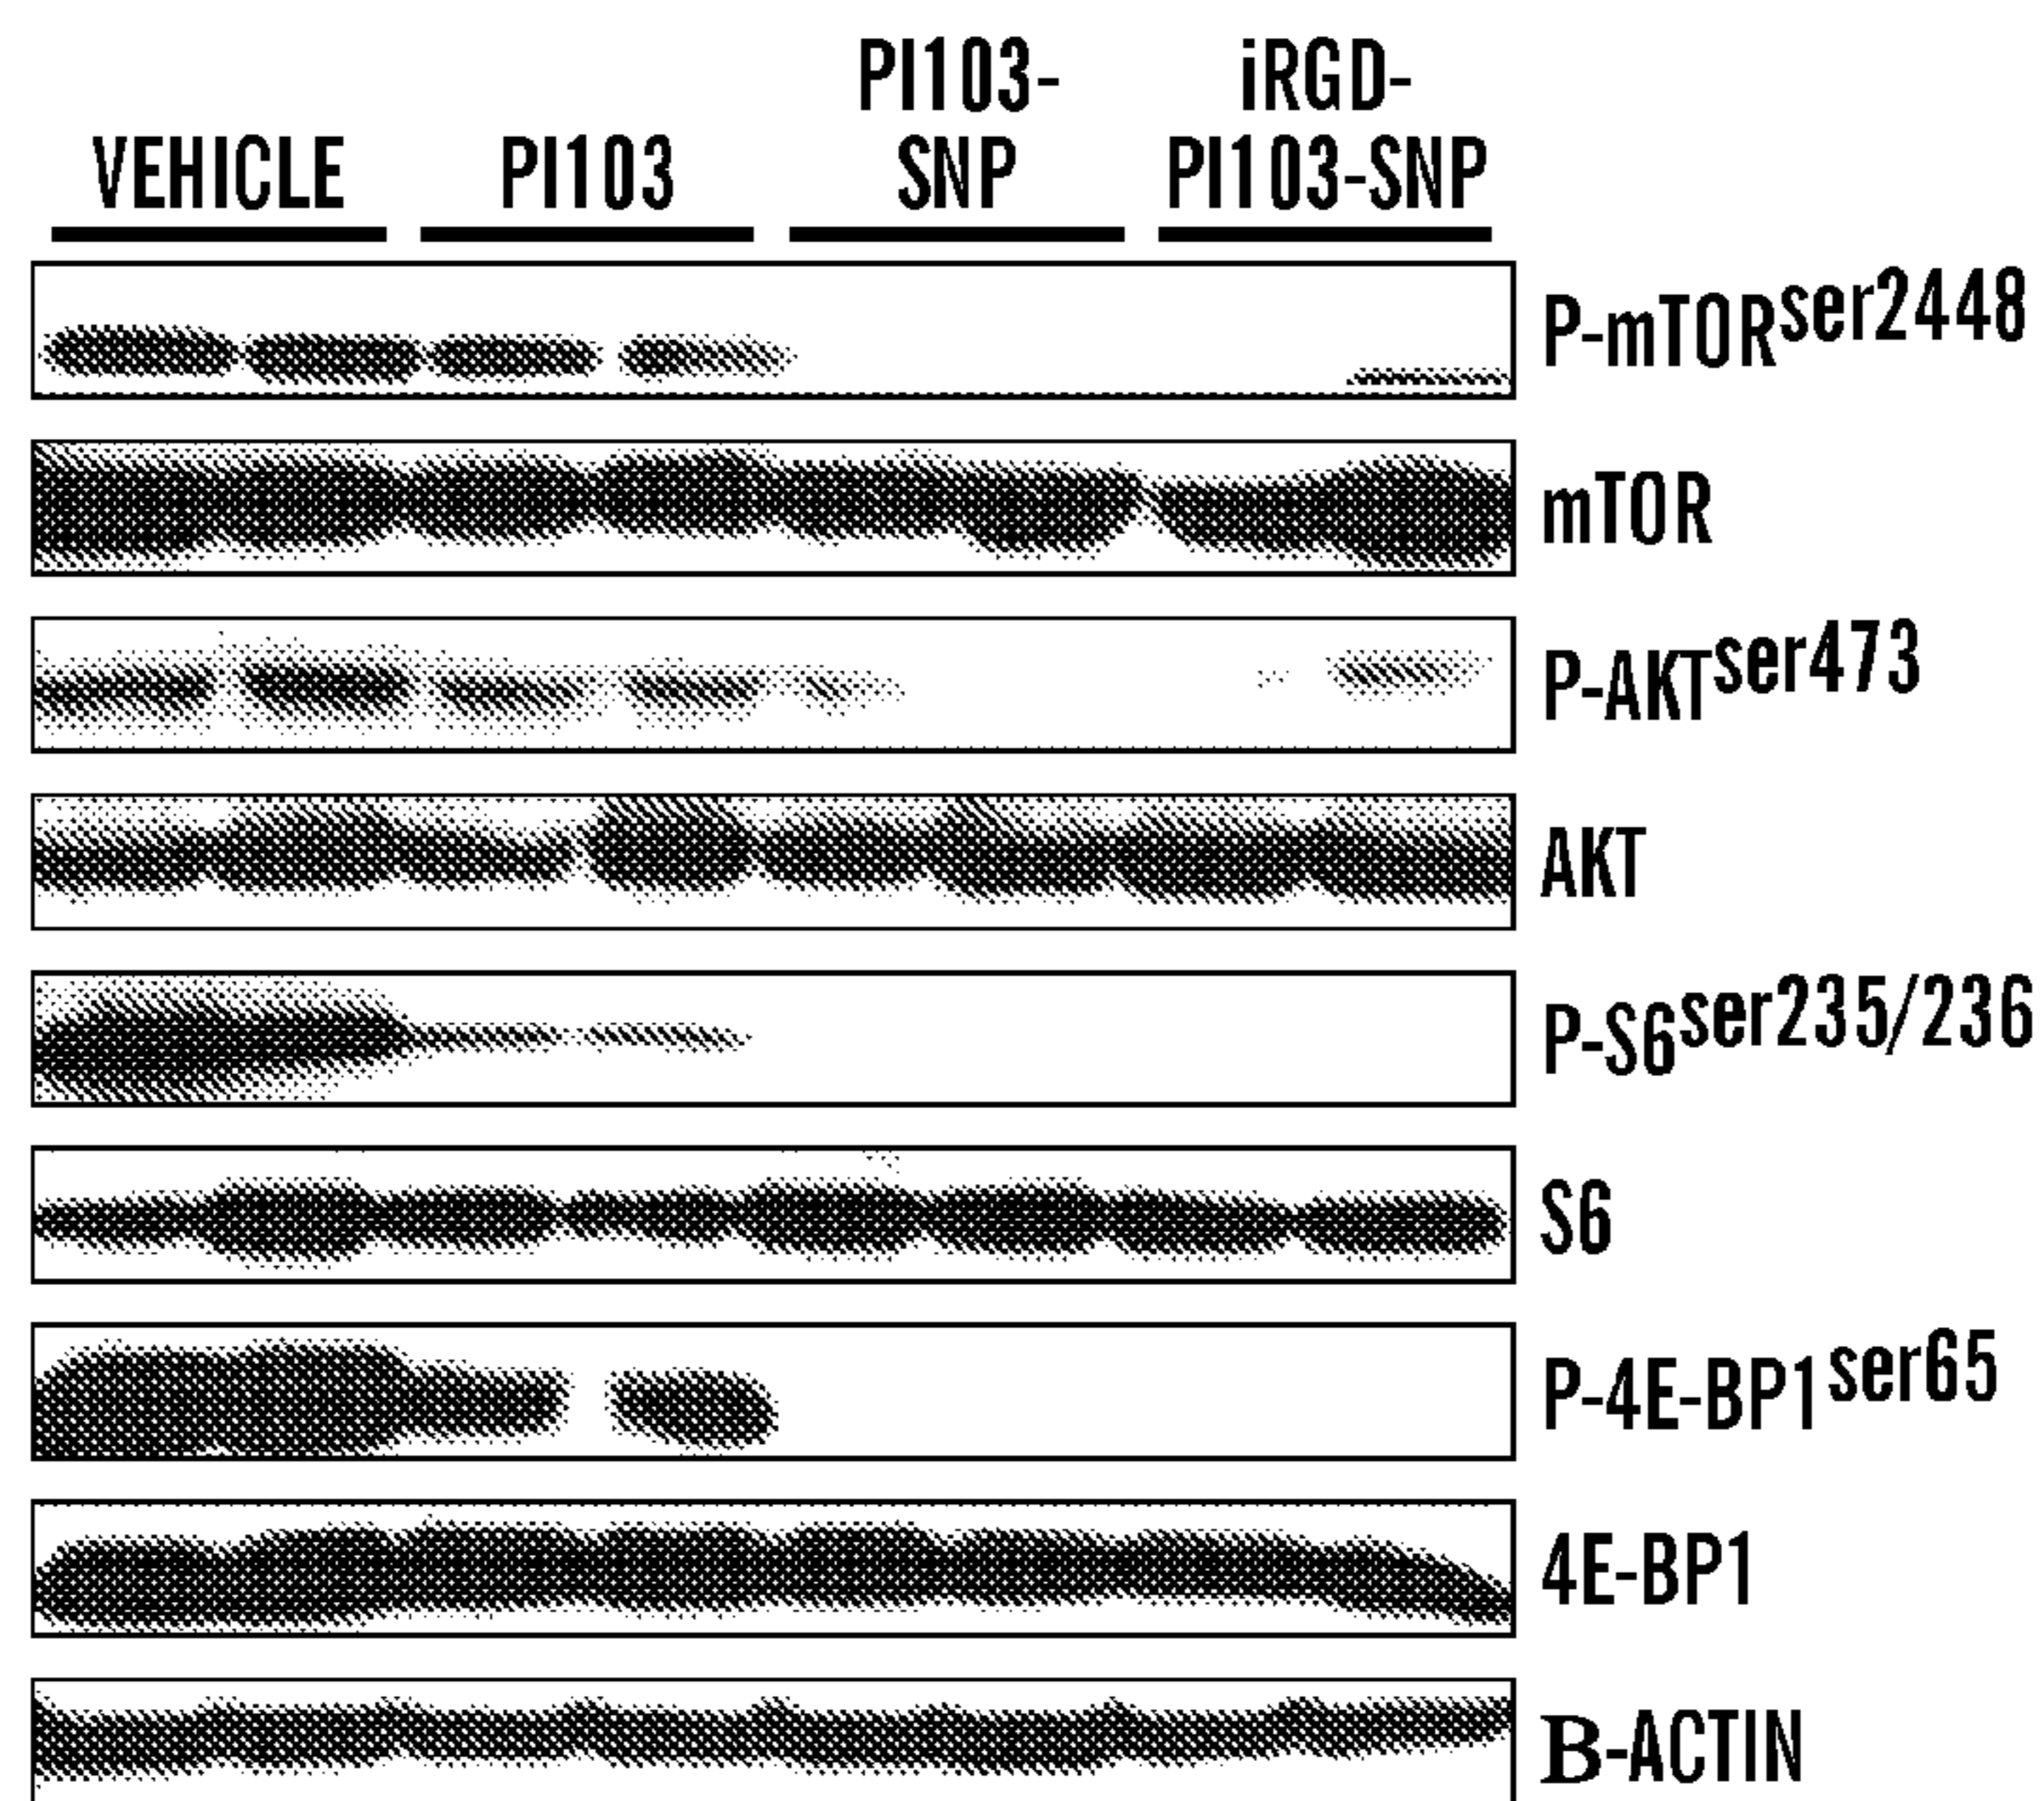 VEHICLE
PI103
PI103-
SNP
iRGD-
PI103-SNP
P-mTORser2448
mTOR
P-AKTser473
AKT
P-S6ser235/236
S6
P-4E-BP1ser65
4E-BP1
B-ACTIN